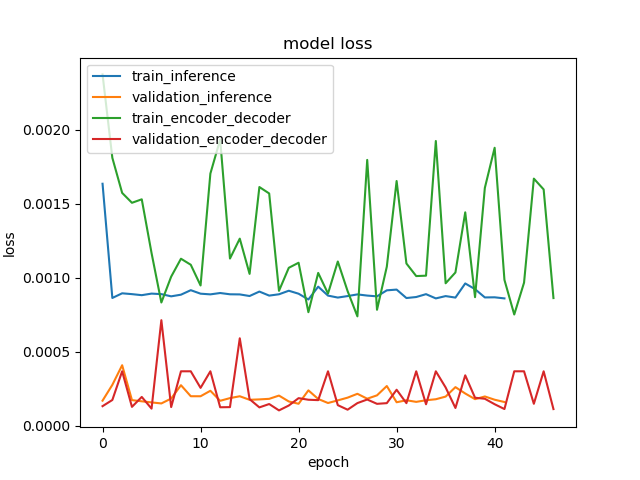 model loss
train_inference
validation_inference
train_encoder_decoder
validation_encoder_decoder
0.0020
0.0015
0.0010
0.0005
0.0000
loss
0 10 20 30 40
epoch